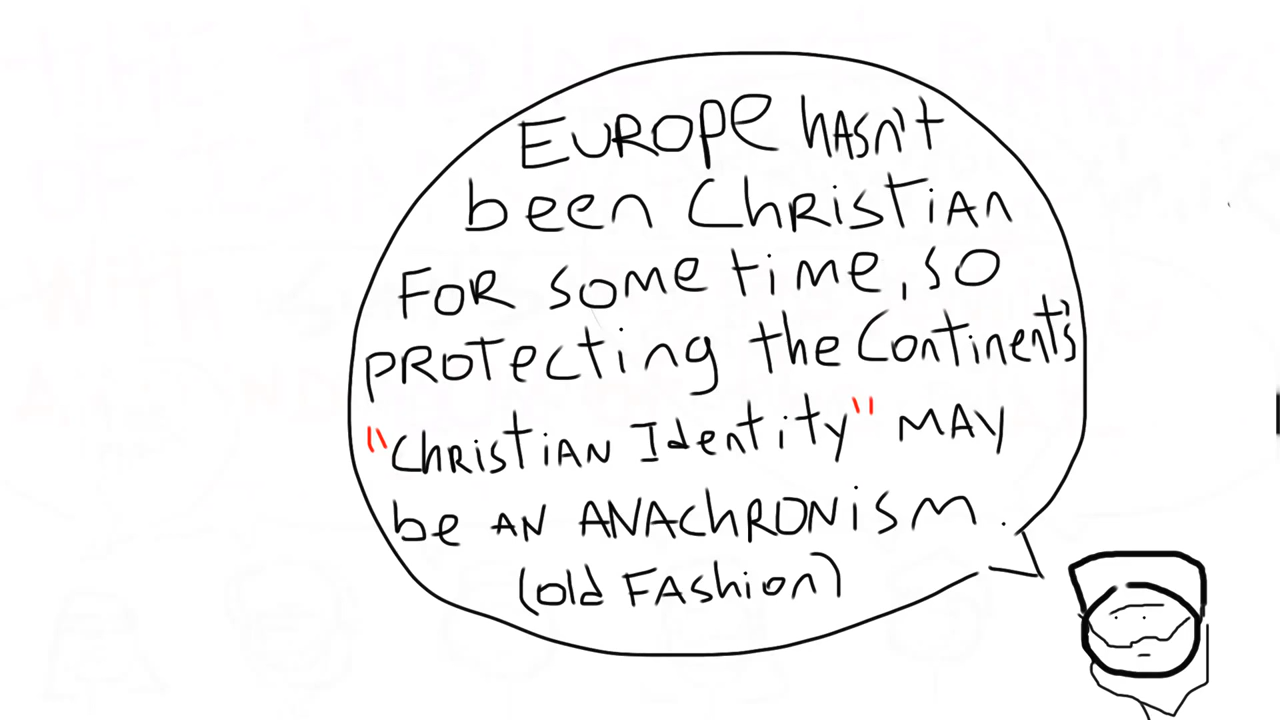 EUROPE hASn't
been ChRistiAn
FOR some time, so
pROTecting the Continent's
"ChRistiAN Identity" MAY
be AN ANAChRONisM.
(old FAshion)